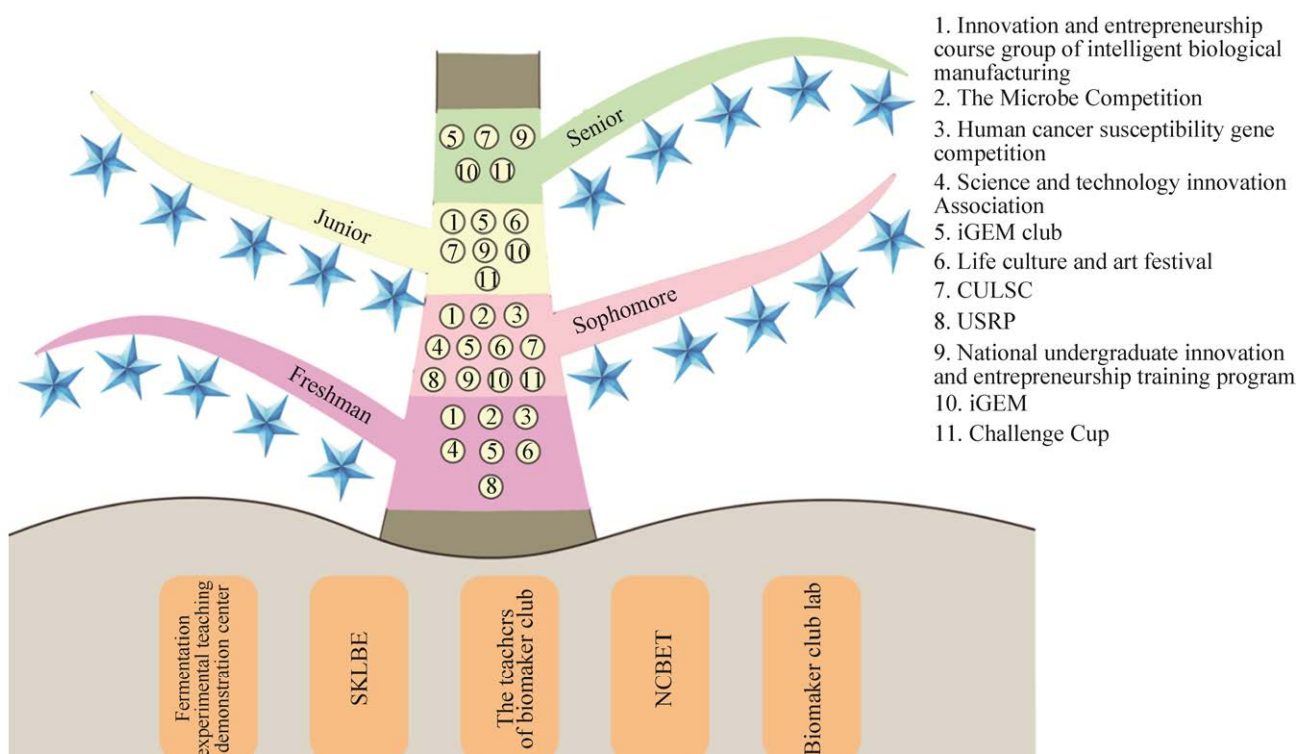 1. Innovation and entrepreneurship
course group of intelligent biological
manufacturing
2. The Microbe Competition
3. Human cancer susceptibility gene
competition
4. Science and technology innovation
Association
5. iGEM club
6. Life culture and art festival
7. CULSC
8. USRP
9. National undergraduate innovation
and entrepreneurship training program
10. iGEM
11. Challenge Cup
Senior
5 7 9
10 11
Junior
1 5 6
7 9 10
11
Sophomore
1 2 3
4 5 6 7
8 9 10 11
Freshman
1 2 3
4 5 6
8
Fermentation
experimental teaching
demonstration center
SKLBE
The tcachcrs
of biomaker club
NCBET
Biomaker club lab